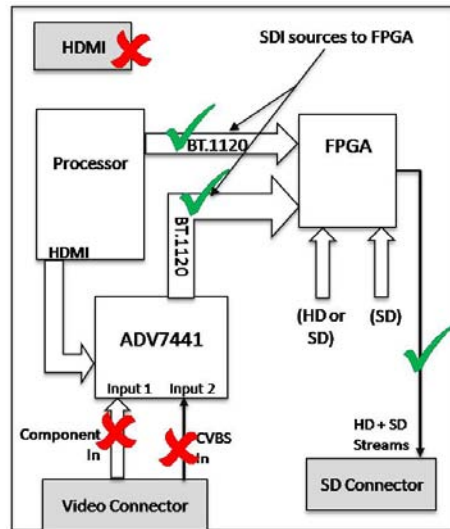 HDMI
SDI sources to FPGA
Processor
BT.1120
FPGA
BT.1120
HDMI
(HD or
SD)
(SD)
ADV7441
Input 1
Input 2
Component
In
CVBS
In
HD + SD
Streams
Video Connector
SD Connector